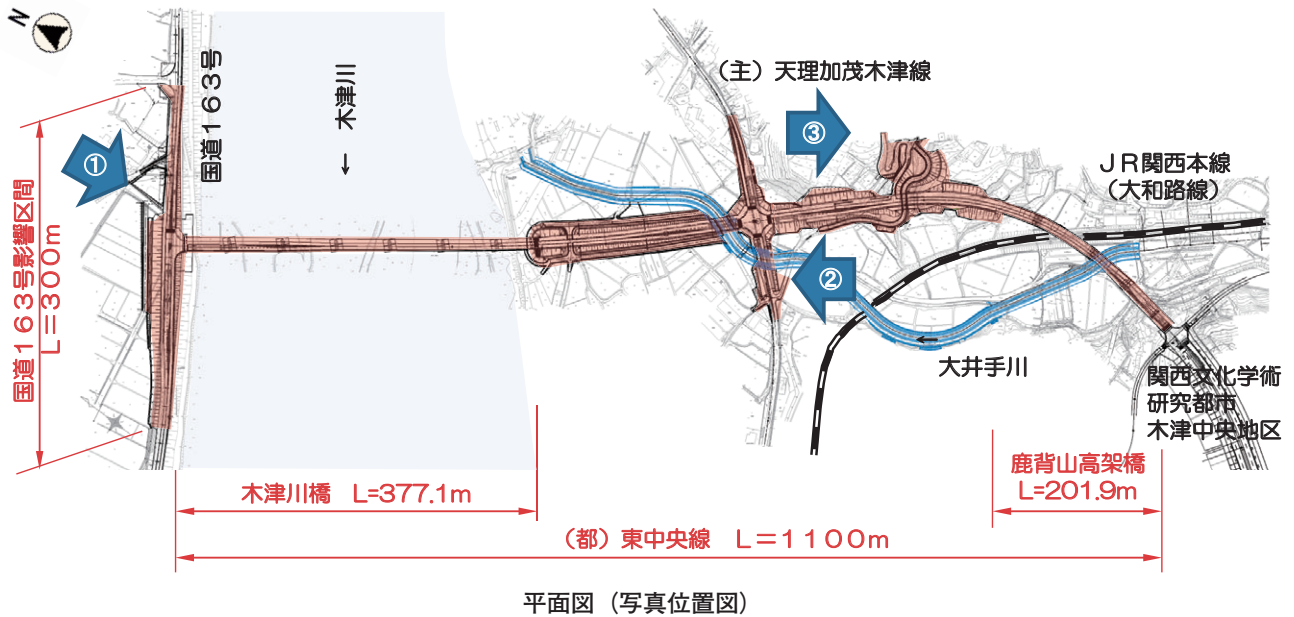 N
国道163号
木津川
←
(主)天理加茂木津線
①
②
③
JR関西本線
(大和路線)
国道163号影響区間
L=300m
大井手川
関西文化学術
研究都市
木津中央地区
鹿背山高架橋
L=201.9m
木津川橋 L=377.1m
(都)東中央線 L=1100m
平面図(写真位置図)